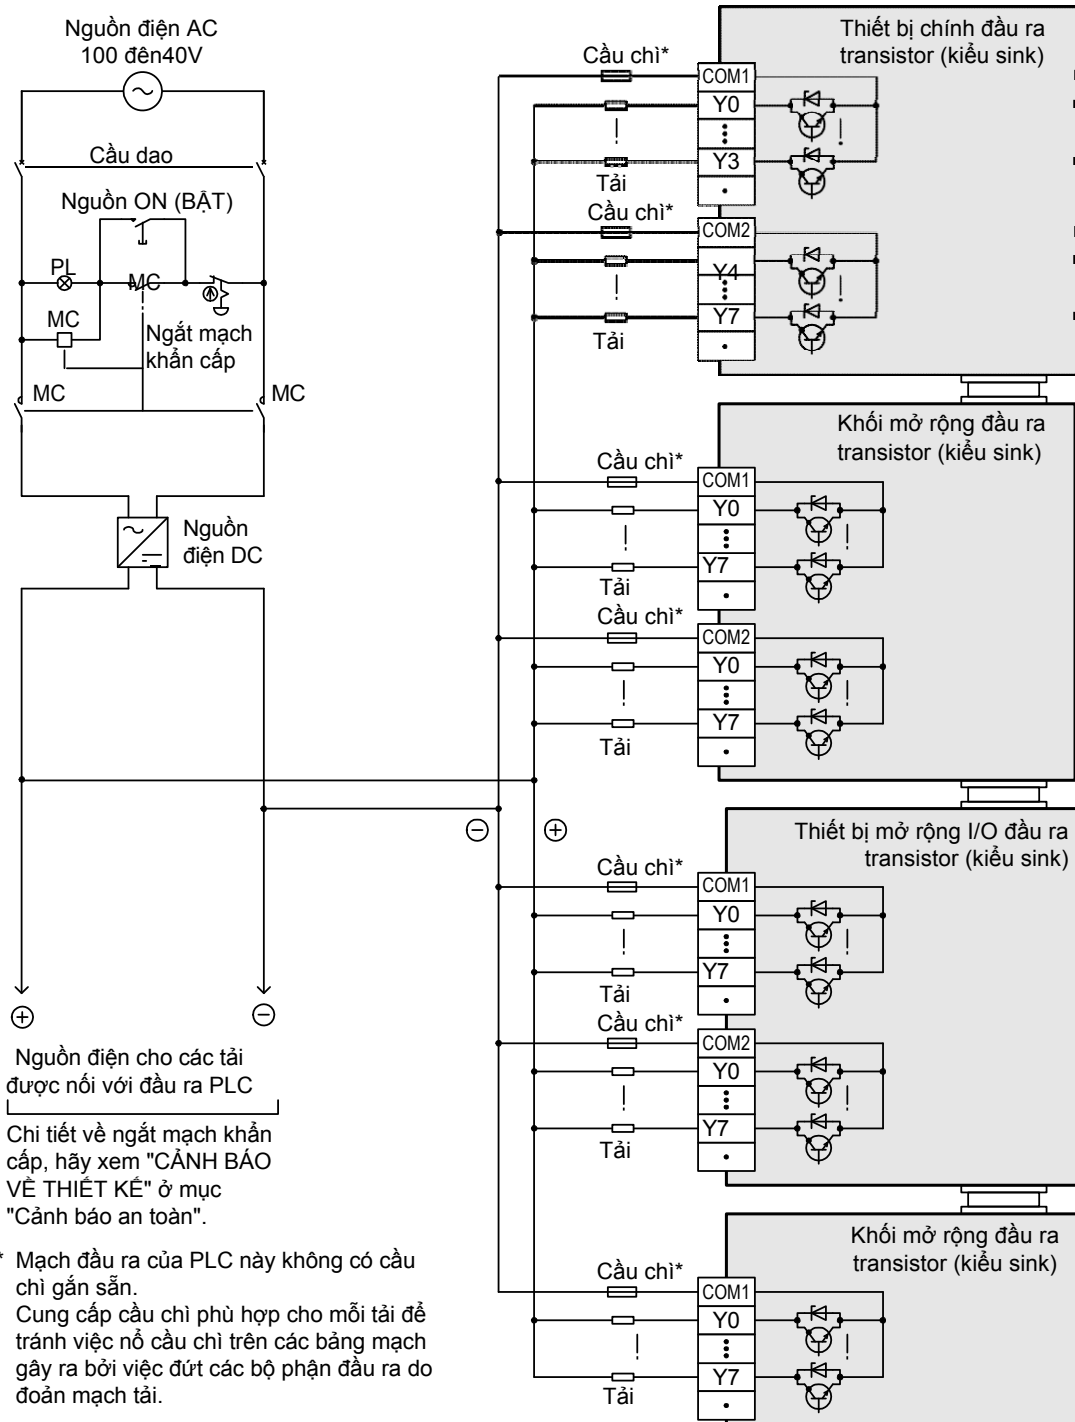 Nguồn điện AC
100 đên40V
Cầu dao
Nguồn ON (BẬT)
PL
MC
MC
Ngắt mạch
khẩn cấp
MC
MC
Nguồn
điện DC
Nguồn điện cho các tải
được nối với đầu ra PLC
Chi tiết về ngắt mạch khẩn
cấp, hãy xem "CẢNH BÁO
VỀ THIẾT KẾ" ở mục
"Cảnh báo an toàn".
* Mạch đầu ra của PLC này không có cầu
chì gắn sẵn.
Cung cấp cầu chì phù hợp cho mỗi tải để
tránh việc nổ cầu chì trên các bảng mạch
gây ra bởi việc đứt các bộ phận đầu ra do
đoản mạch tải.
Thiết bị chính đầu ra
transistor (kiểu sink)
Cầu chì*
COM1
Y0
Y3
Tải
Cầu chì*
COM2
Y4
Y7
Tải
Khối mở rộng đầu ra
transistor (kiểu sink)
Cầu chì*
COM1
Y0
Y7
Tải
Cầu chì*
COM2
Y0
Y7
Tải
Thiết bị mở rộng I/O đầu ra
transistor (kiểu sink)
Cầu chì*
COM1
Y0
Y7
Tải
Cầu chì*
COM2
Y0
Y7
Tải
Khối mở rộng đầu ra
transistor (kiểu sink)
Cầu chì*
COM1
Y0
Y7
Tải